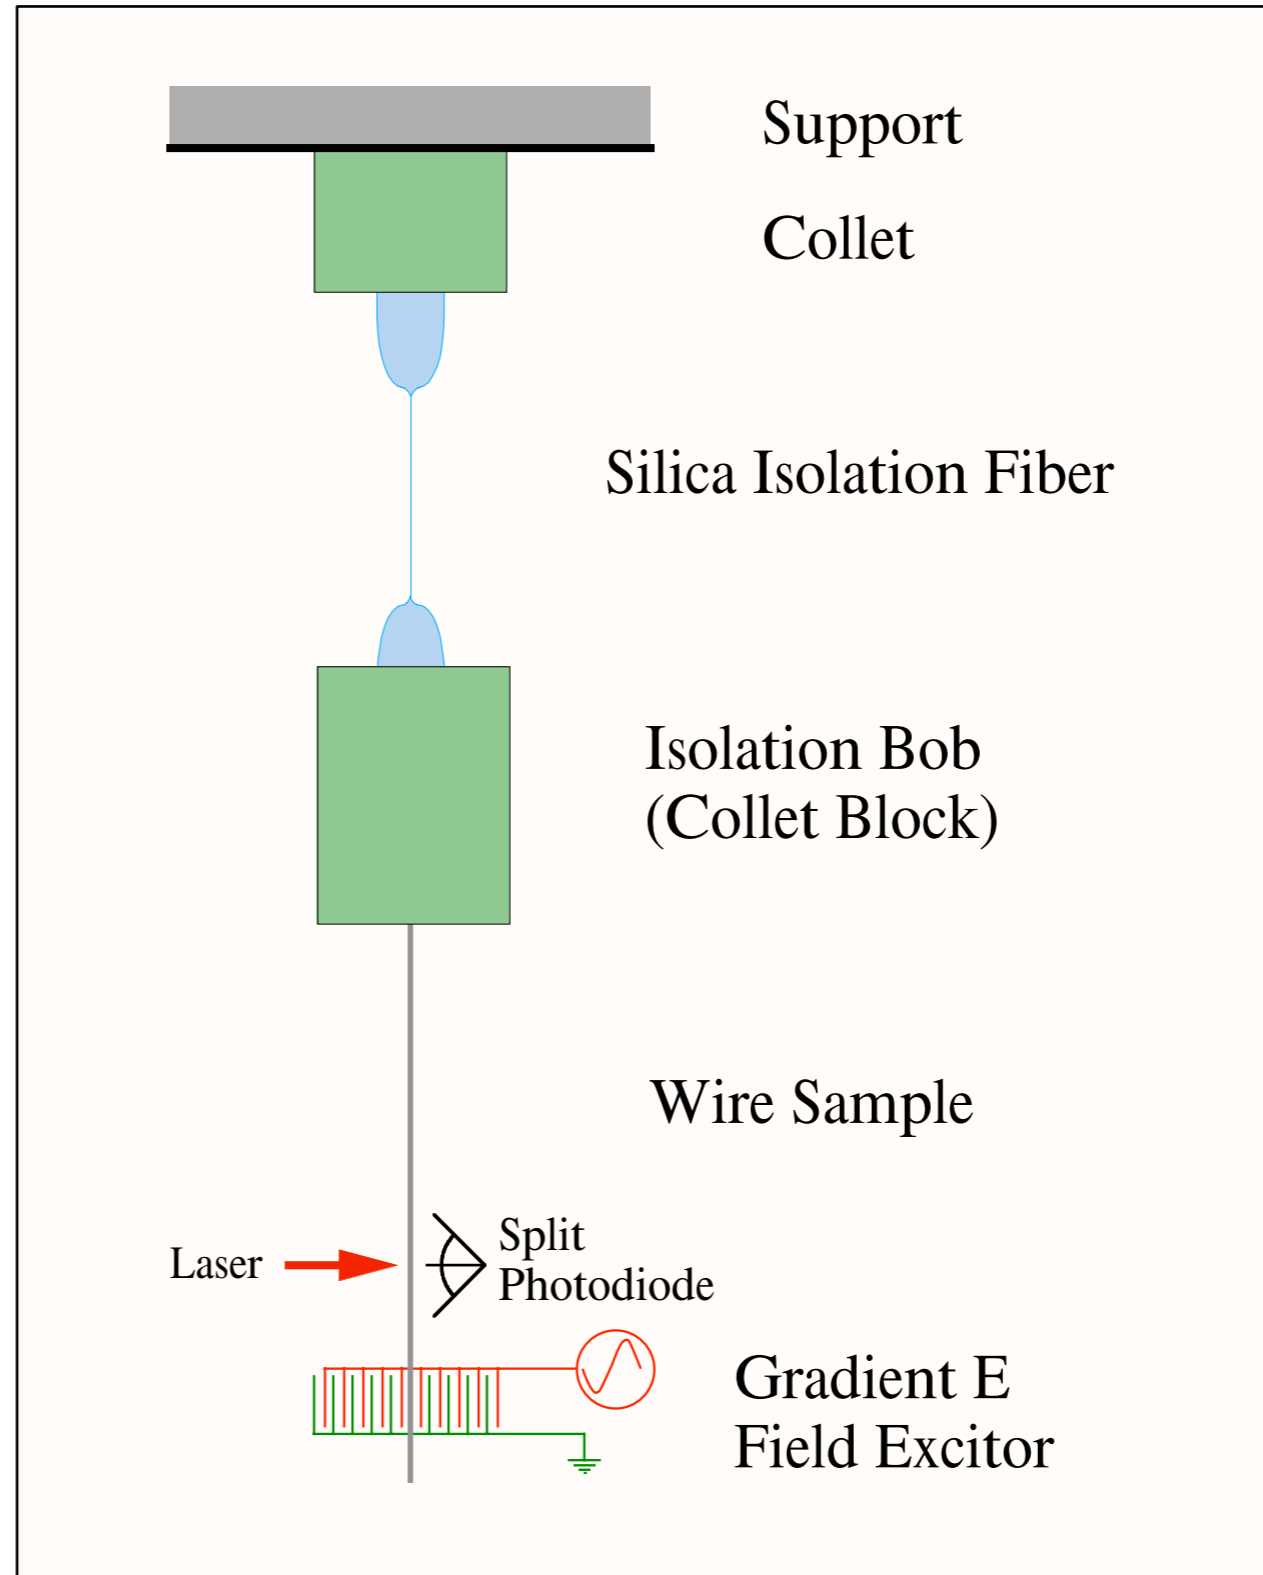 Support
Collet
Silica Isolation Fiber
Isolation Bob
(Collet Block)
Wire Sample
Laser
Split
Photodiode
Gradient E
Field Excitor